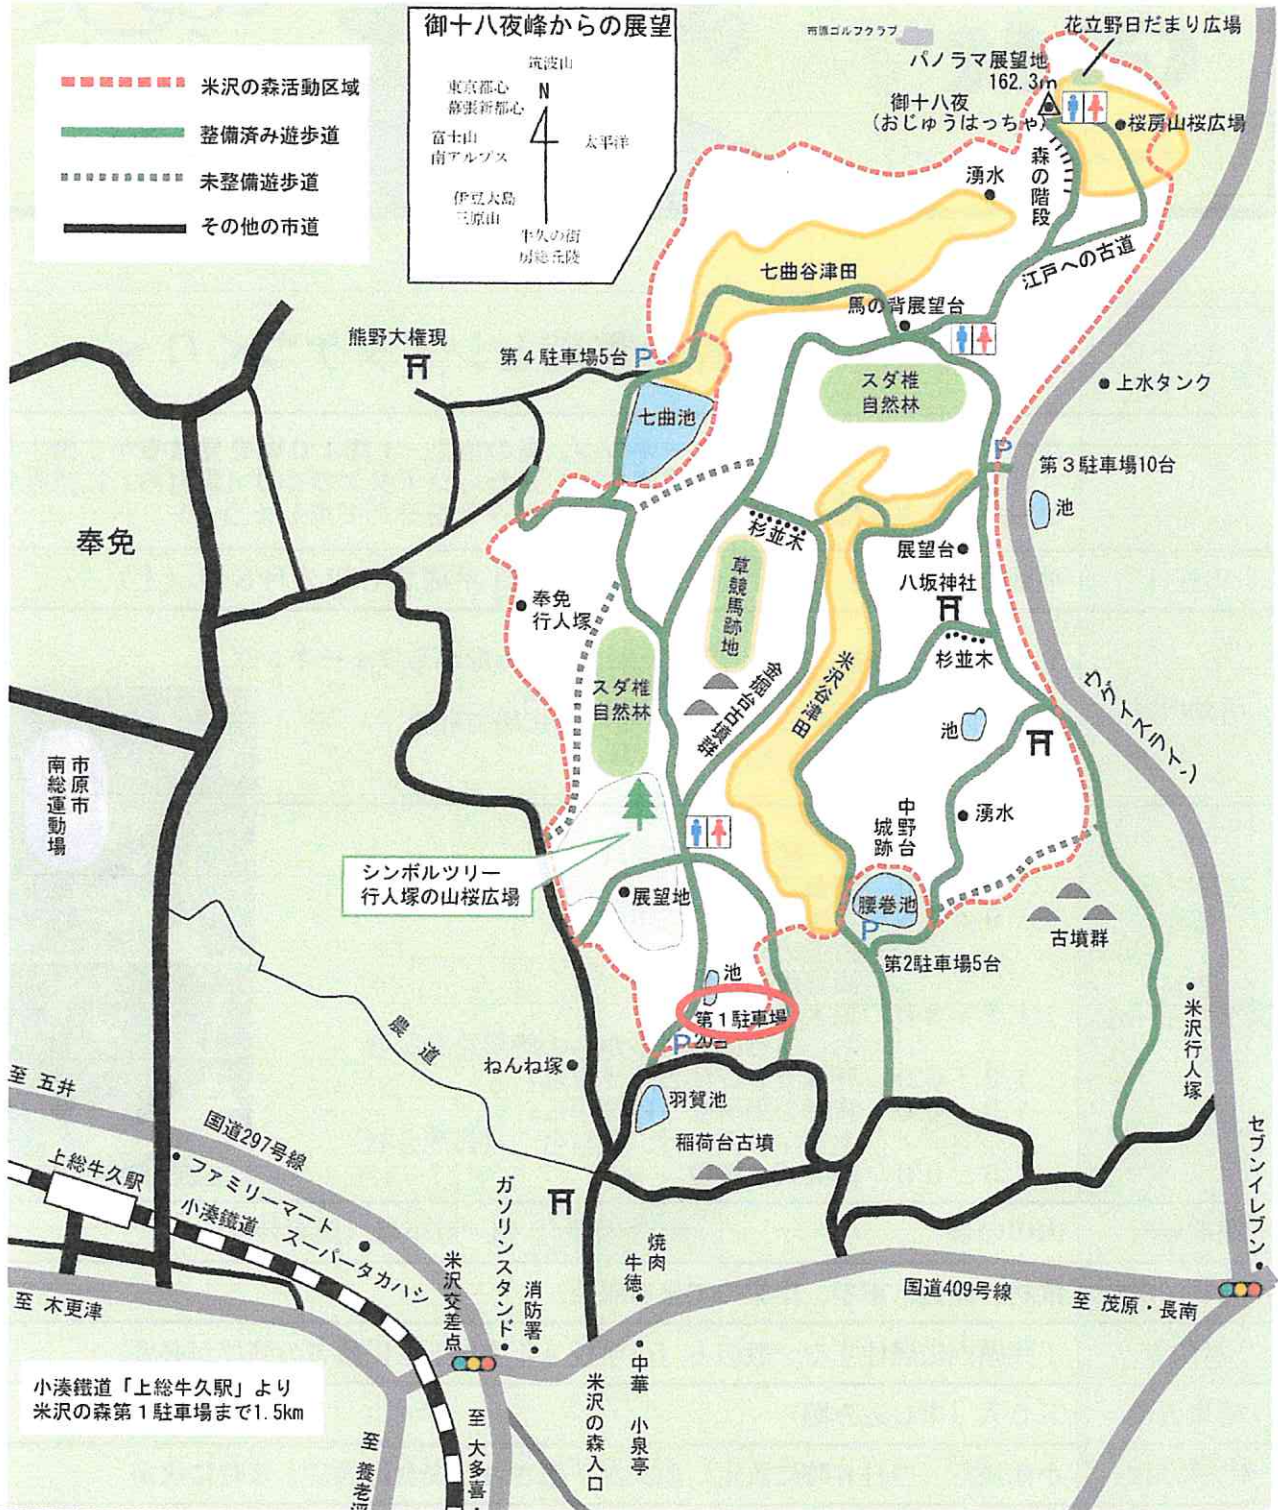 御十八夜峰からの展望
筑波山
東京都心
幕張新都心
N
富士山
南アルプス
太平洋
伊豆大島
三原山
牛久の街
房総丘陵
米沢の森活動区域
整備済み遊歩道
未整備遊歩道
その他の市道
市原ゴルフクラブ
花立野日だまり広場
パノラマ展望地
162.3m
御十八夜
(おじゅうはっちゃ)
桜房山桜広場
森の階段
湧水
江戸への古道
七曲谷津田
馬の背展望台
熊野大権現
第4駐車場5台
P
七曲池
スダ椎
自然林
上水タンク
P
第3駐車場10台
池
奉免
杉並木
展望台
八坂神社
杉並木
草競馬跡地
奉免
行人塚
スダ椎
自然林
金掘台古墳群
米沢谷津田
池
ウグイスライン
市原市
南総運動場
中野台
城跡
湧水
シンボルツリー
行人塚の山桜広場
展望地
腰巻池
P
第2駐車場5台
古墳群
池
第1駐車場
P
20台
米沢行人塚
農道
ねんね塚
羽賀池
稲荷台古墳
至 五井
国道297号線
上総牛久駅
ファミリーマート
小湊鐵道
スーパータカハシ
米沢交差点
ガソリンスタンド
消防署
焼肉
牛徳
セブンイレブン
国道409号線
至 茂原・長南
至 木更津
中華 小泉亭
米沢の森入口
小湊鐵道「上総牛久駅」より
米沢の森第1駐車場まで1.5km
至 大多喜
至 養老渓